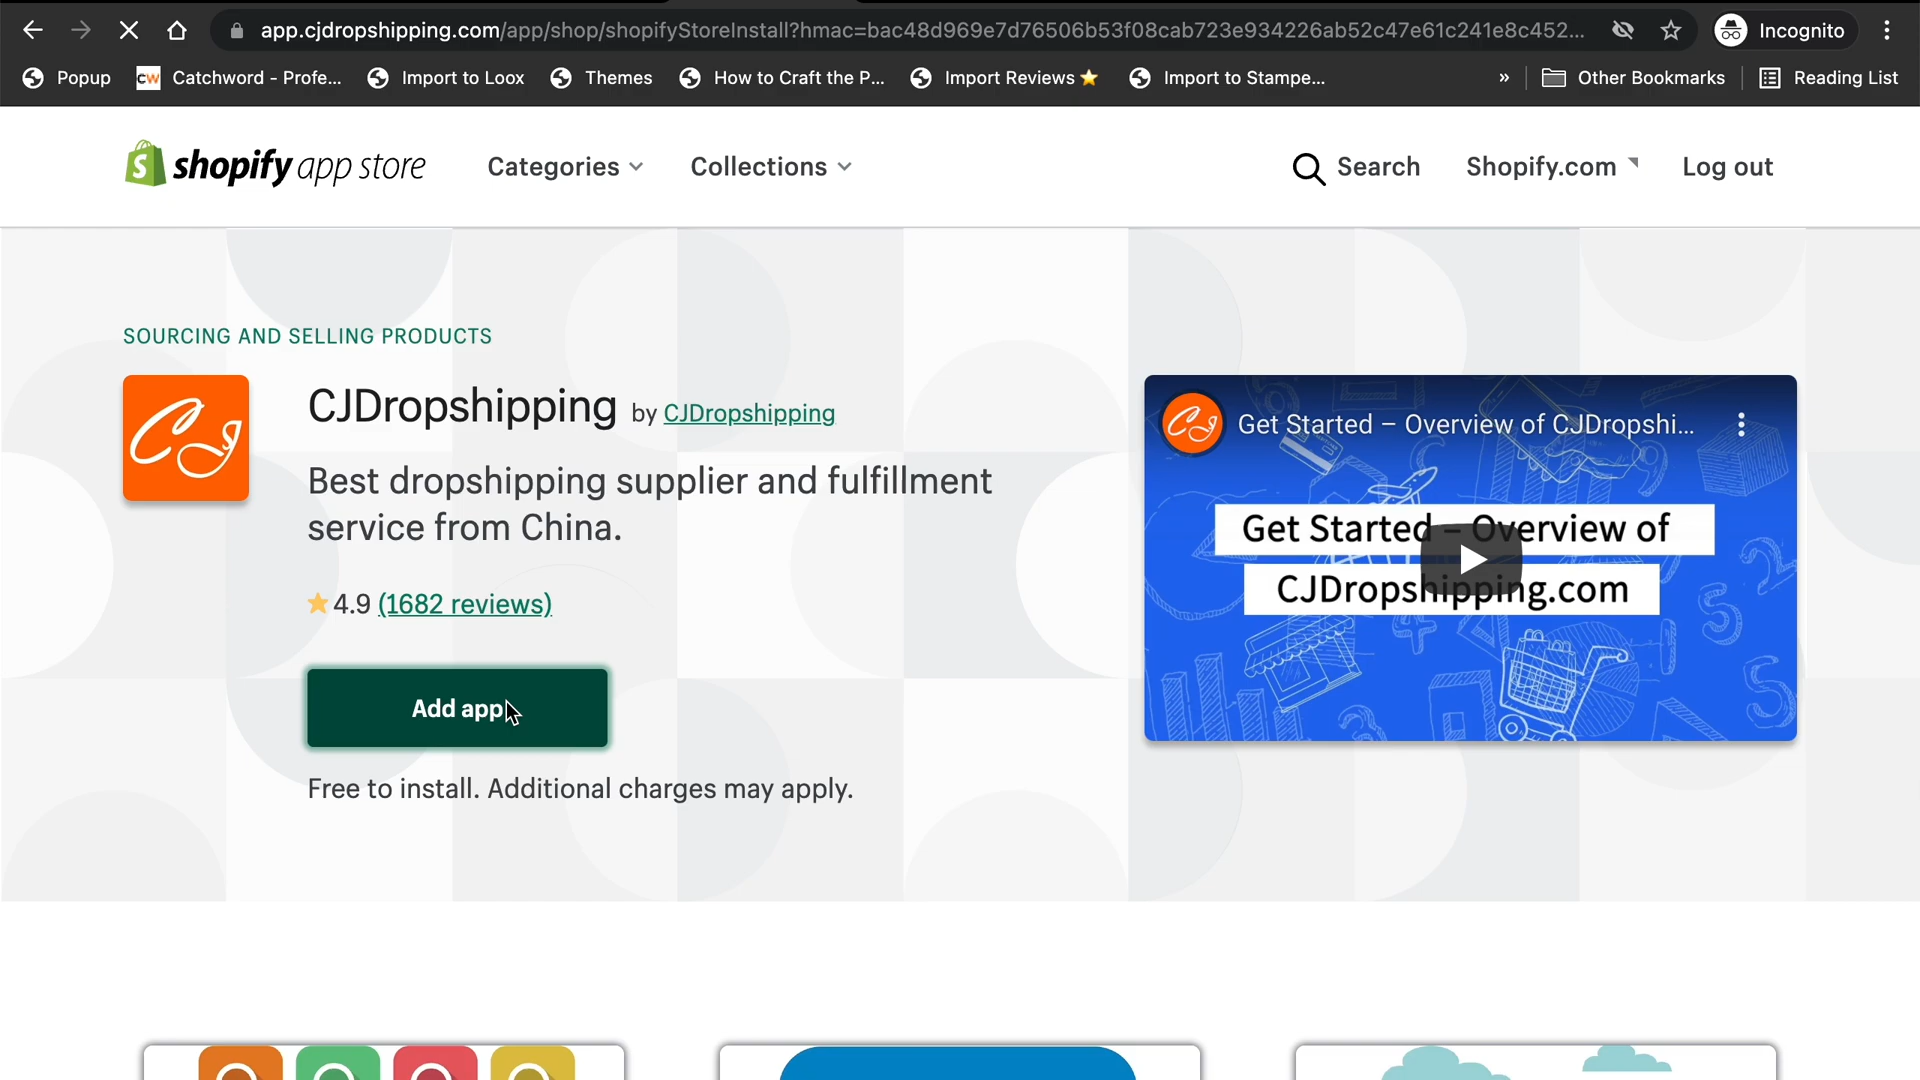 app.cjdropshipping.com/app/shop/shopifyStoreInstall?hmac=bac48d969e7d76506b53f08cab723e934226ab52c47e61c241e8c452...
Incognito
Popup
CW Catchword - Profe...
Import to Loox
Themes
How to Craft the P...
Import Reviews ⭐
Import to Stampe...
»
Other Bookmarks
Reading List
shopify app store
Categories
Collections
Search
Shopify.com
Log out
SOURCING AND SELLING PRODUCTS
CJ
CJDropshipping by CJDropshipping
Best dropshipping supplier and fulfillment
service from China.
4.9 (1682 reviews)
Add app
Free to install. Additional charges may apply.
CJ Get Started – Overview of CJDropshi...
Get Started – Overview of
CJDropshipping.com